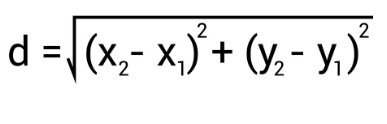 d = √(x₂ - x₁)² + (y₂ - y₁)²